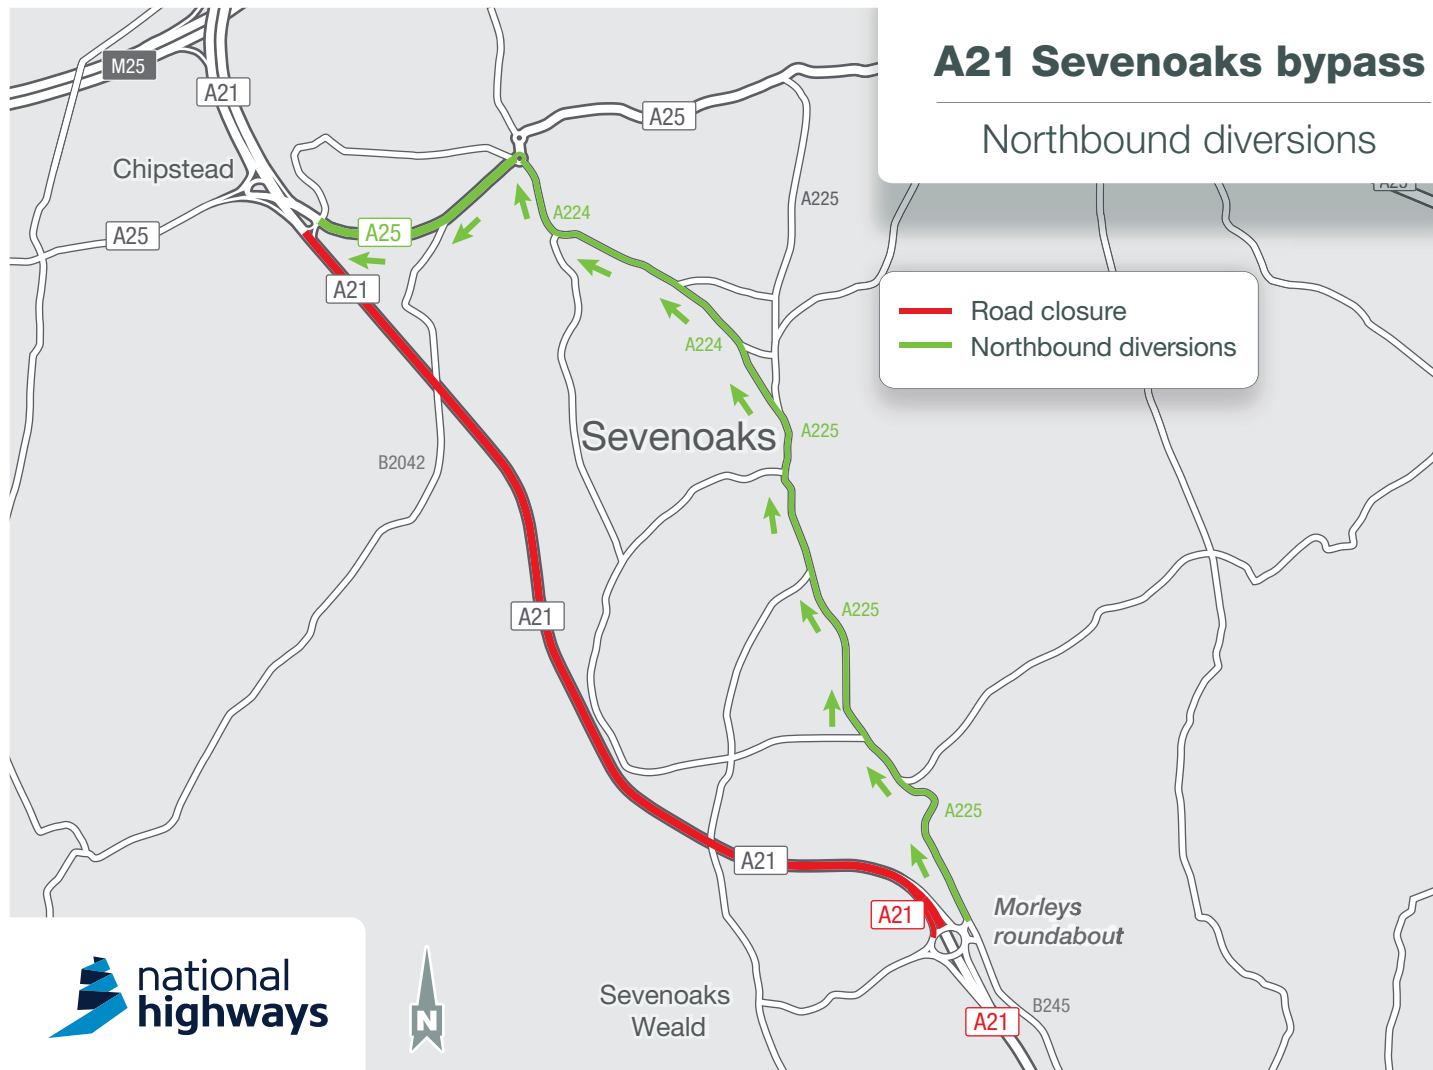 A21 Sevenoaks bypass
Northbound diversions
M25
A21
A25
Chipstead
A25
A25
A25
A21
A224
A225
Road closure
Northbound diversions
A224
Sevenoaks
A225
B2042
A21
A225
A225
A21
A21
Morleys
roundabout
Sevenoaks
Weald
B245
A21
N
national
highways